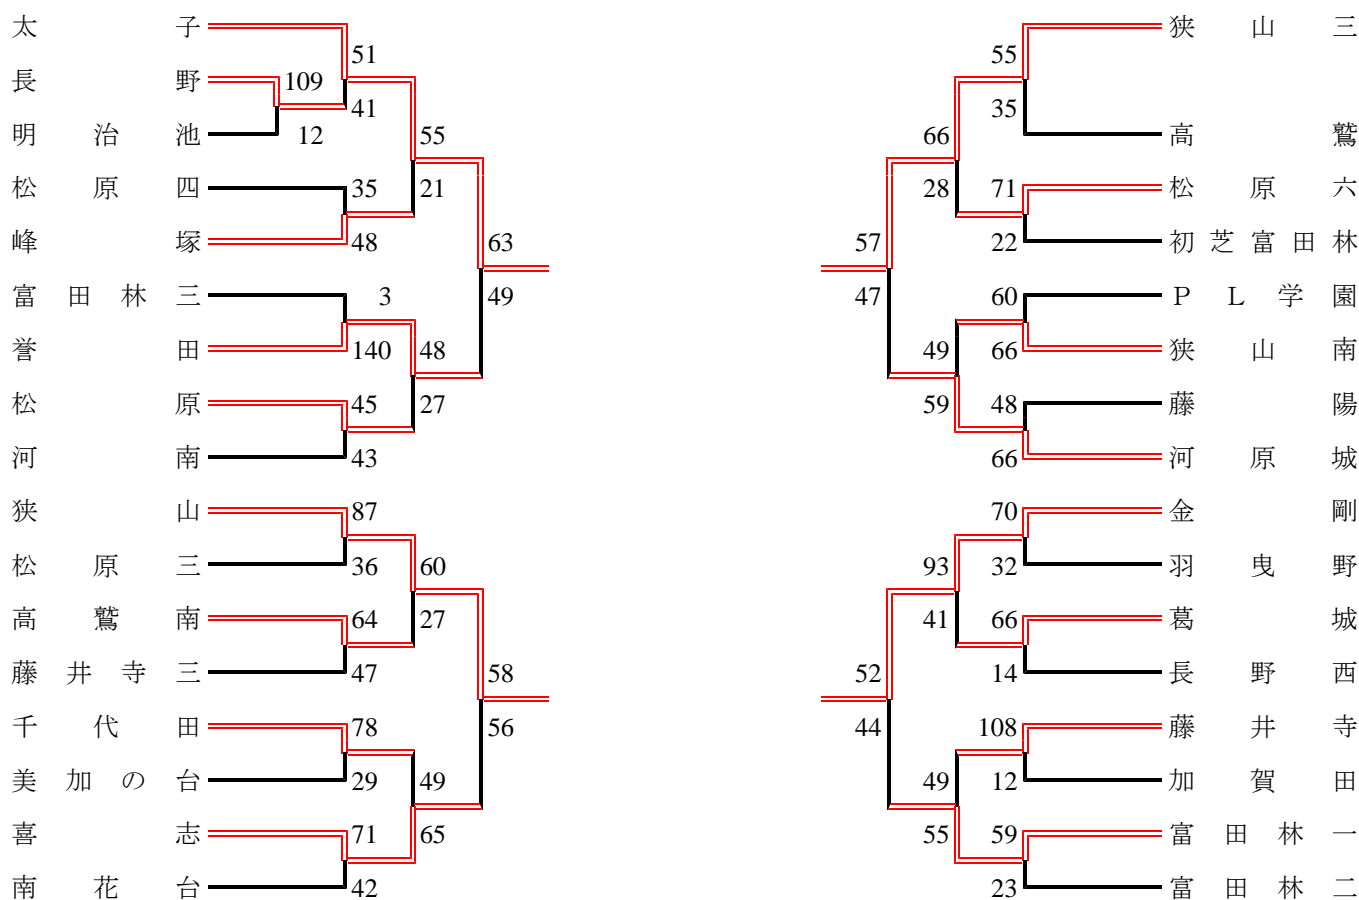 太子
狭山三
51
55
長野
109
41
35
明治池
12
55
66
高鷲
松原四
35
21
28
71
松原六
峰塚
48
63
57
22
初芝富田林
富田林三
3
49
47
60
PL学園
誉田
140
48
49
66
狭山南
松原
45
27
59
48
藤陽
河南
43
66
河原城
狭山
87
70
金剛
松原三
36
60
93
32
羽曳野
高鷲南
64
27
41
66
葛城
藤井寺三
47
58
52
14
長野西
千代田
78
56
44
108
藤井寺
美加の台
29
49
49
12
加賀田
喜志
71
65
55
59
富田林一
南花台
42
23
富田林二